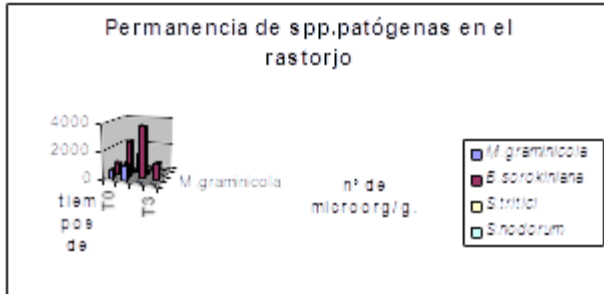 Permanencia de spp.patógenas en el
rastorjo
4000
2000
0
T0
T3
tiem
pos
de
M.graminicola
nº de
microorg/g.
M.graminicola
B.sorokiniana
S.tritici
S.nodorum